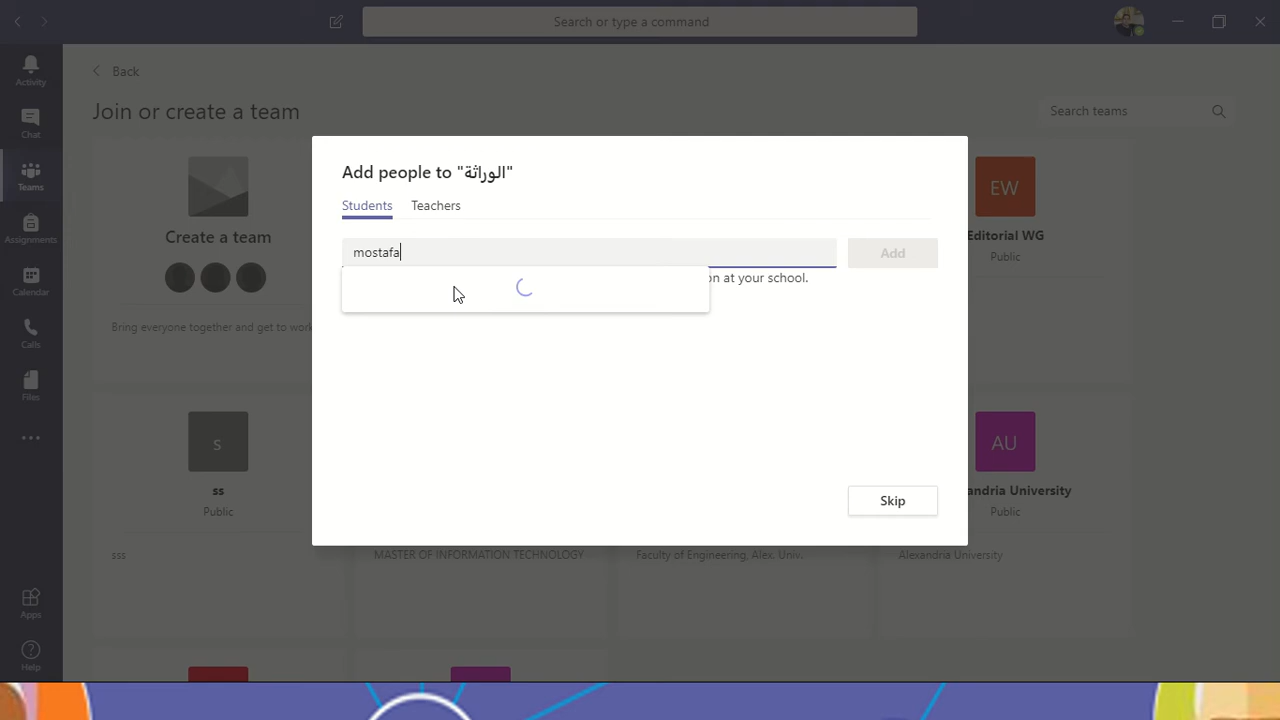 Search or type a command
Activity
Chat
Teams
Assignments
Calendar
Calls
Files
Apps
Help
Back
Join or create a team
Search teams
Create a team
Bring everyone together and get to work
Add people to "الوراثة"
Students
Teachers
mostafa
Add
on at your school.
Skip
EW
Editorial WG
Public
s
ss
Public
sss
MASTER OF INFORMATION TECHNOLOGY
Faculty of Engineering, Alex. Univ.
AU
andria University
Public
Alexandria University